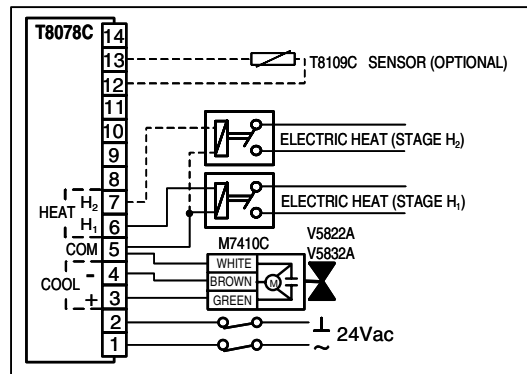 T8078C
14
13
T8109C SENSOR (OPTIONAL)
12
11
10
ELECTRIC HEAT (STAGE H₂)
9
8
HEAT
H₂
7
H₁
6
ELECTRIC HEAT (STAGE H₁)
COM
5
M7410C
V5822A
V5832A
WHITE
COOL
-
4
BROWN
M
+
3
GREEN
2
⊥
24Vac
1
~